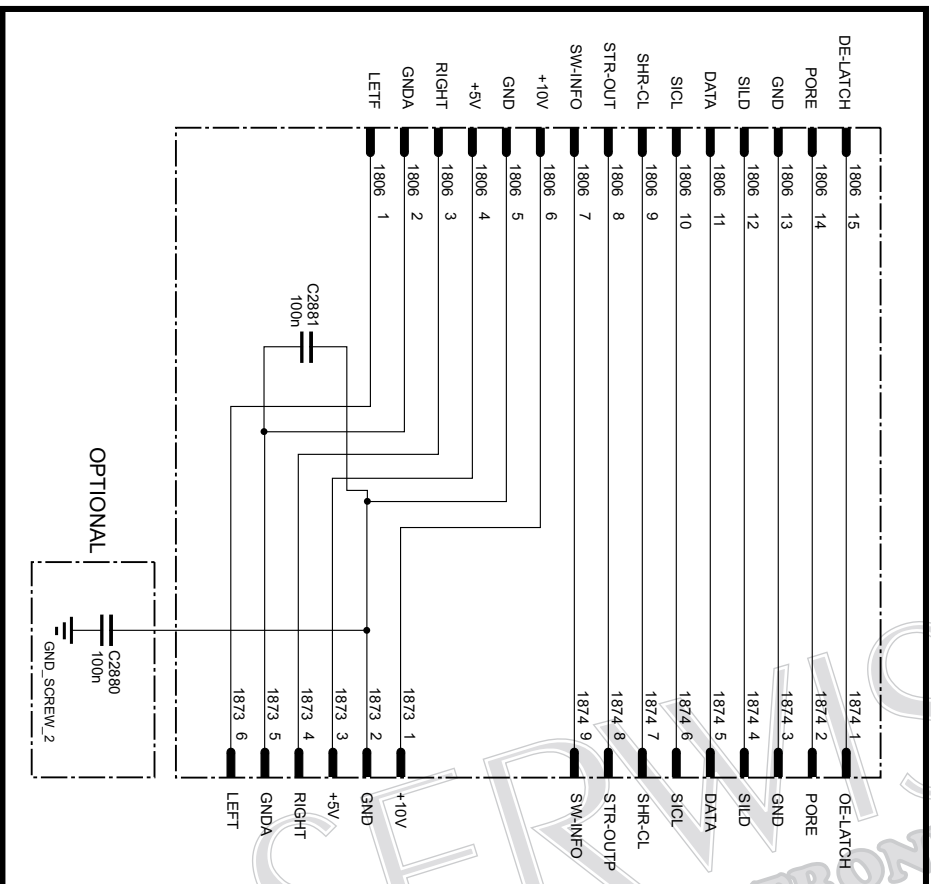 DE-LATCH 1806 15 1874 1 OE-LATCH
PORE 1806 14 1874 2 PORE
GND 1806 13 1874 3 GND
SILD 1806 12 1874 4 SILD
DATA 1806 11 1874 5 DATA
SICL 1806 10 1874 6 SICL
SHR-CL 1806 9 1874 7 SHR-CL
STR-OUT 1806 8 1874 8 STR-OUTP
SW-INFO 1806 7 1874 9 SW-INFO
+10V 1806 6
GND 1806 5
+5V 1806 4
RIGHT 1806 3
GNDA 1806 2 1873 1 +10V
LETF 1806 1 1873 2 GND
1873 3 +5V
C2881
100n
1873 4 RIGHT
1873 5 GNDA
1873 6 LEFT
OPTIONAL
C2880
100n
GND_SCREW_2